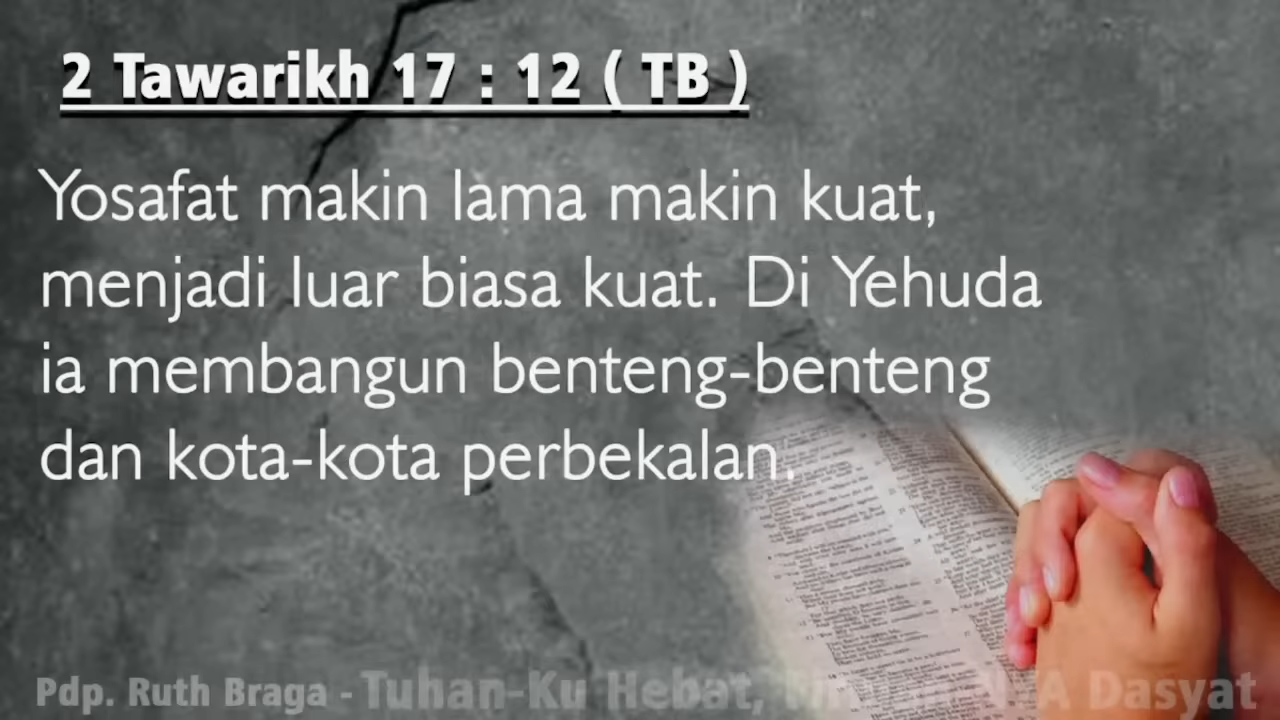 2 Tawarikh 17 : 12 ( TB )
Yosafat makin lama makin kuat,
menjadi luar biasa kuat. Di Yehuda
ia membangun benteng-benteng
dan kota-kota perbekalan.
Pdp. Ruth Braga - Tuhan-Ku Hebat, Dasyat